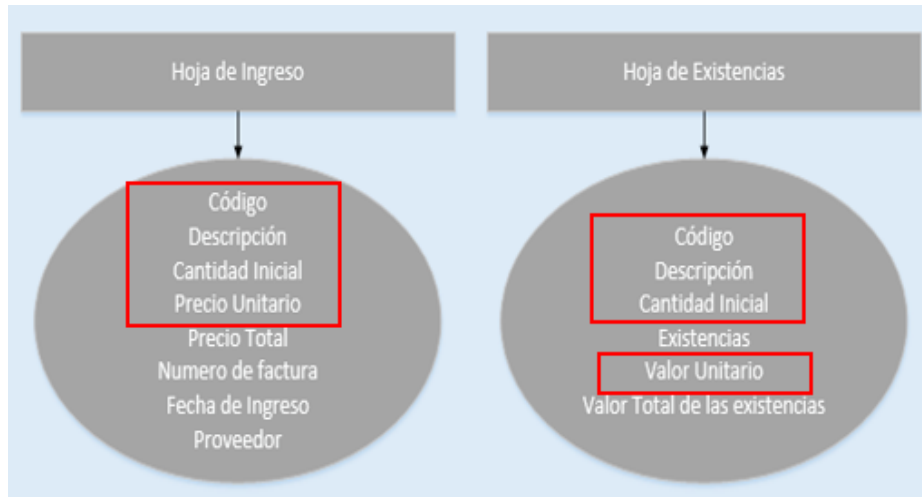 Hoja de Ingreso
Código
Descripción
Cantidad Inicial
Precio Unitario
Precio Total
Numero de factura
Fecha de Ingreso
Proveedor
Hoja de Existencias
Código
Descripción
Cantidad Inicial
Existencias
Valor Unitario
Valor Total de las existencias